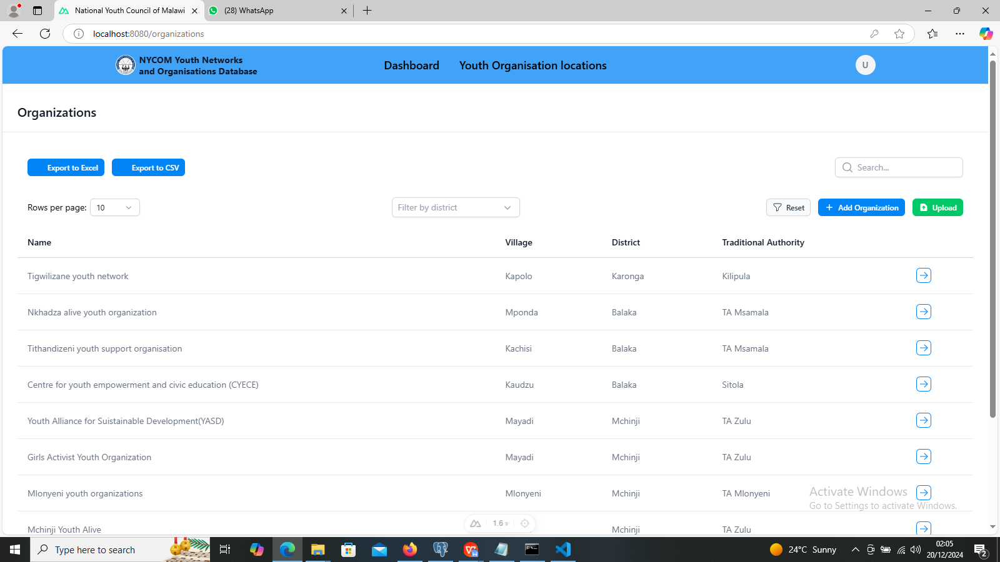 National Youth Council of Malawi
(28) WhatsApp
localhost:8080/organizations
NYCOM Youth Networks
and Organisations Database
Dashboard
Youth Organisation locations
U
Organizations
Export to Excel
Export to CSV
Search...
Rows per page:
10
Filter by district
Reset
Add Organization
Upload
Name Village District Traditional Authority
Tigwilizane youth network Kapolo Karonga Kilipula
Nkhadza alive youth organization Mponda Balaka TA Msamala
Tithandizeni youth support organisation Kachisi Balaka TA Msamala
Centre for youth empowerment and civic education (CYECE) Kaudzu Balaka Sitola
Youth Alliance for Suistainable Development(YASD) Mayadi Mchinji TA Zulu
Girls Activist Youth Organization Mayadi Mchinji TA Zulu
Mlonyeni youth organizations Mlonyeni Mchinji TA Mlonyeni
Activate Windows
Go to Settings to activate Windows.
Mchinji Youth Alive Mchinji TA Zulu
1.6 s
Type here to search
24°C Sunny
02:05
20/12/2024
2